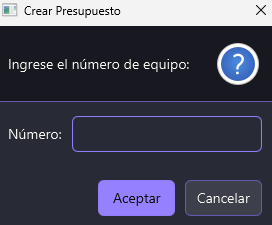 Crear Presupuesto
Ingrese el número de equipo:
?
Número:
Aceptar Cancelar